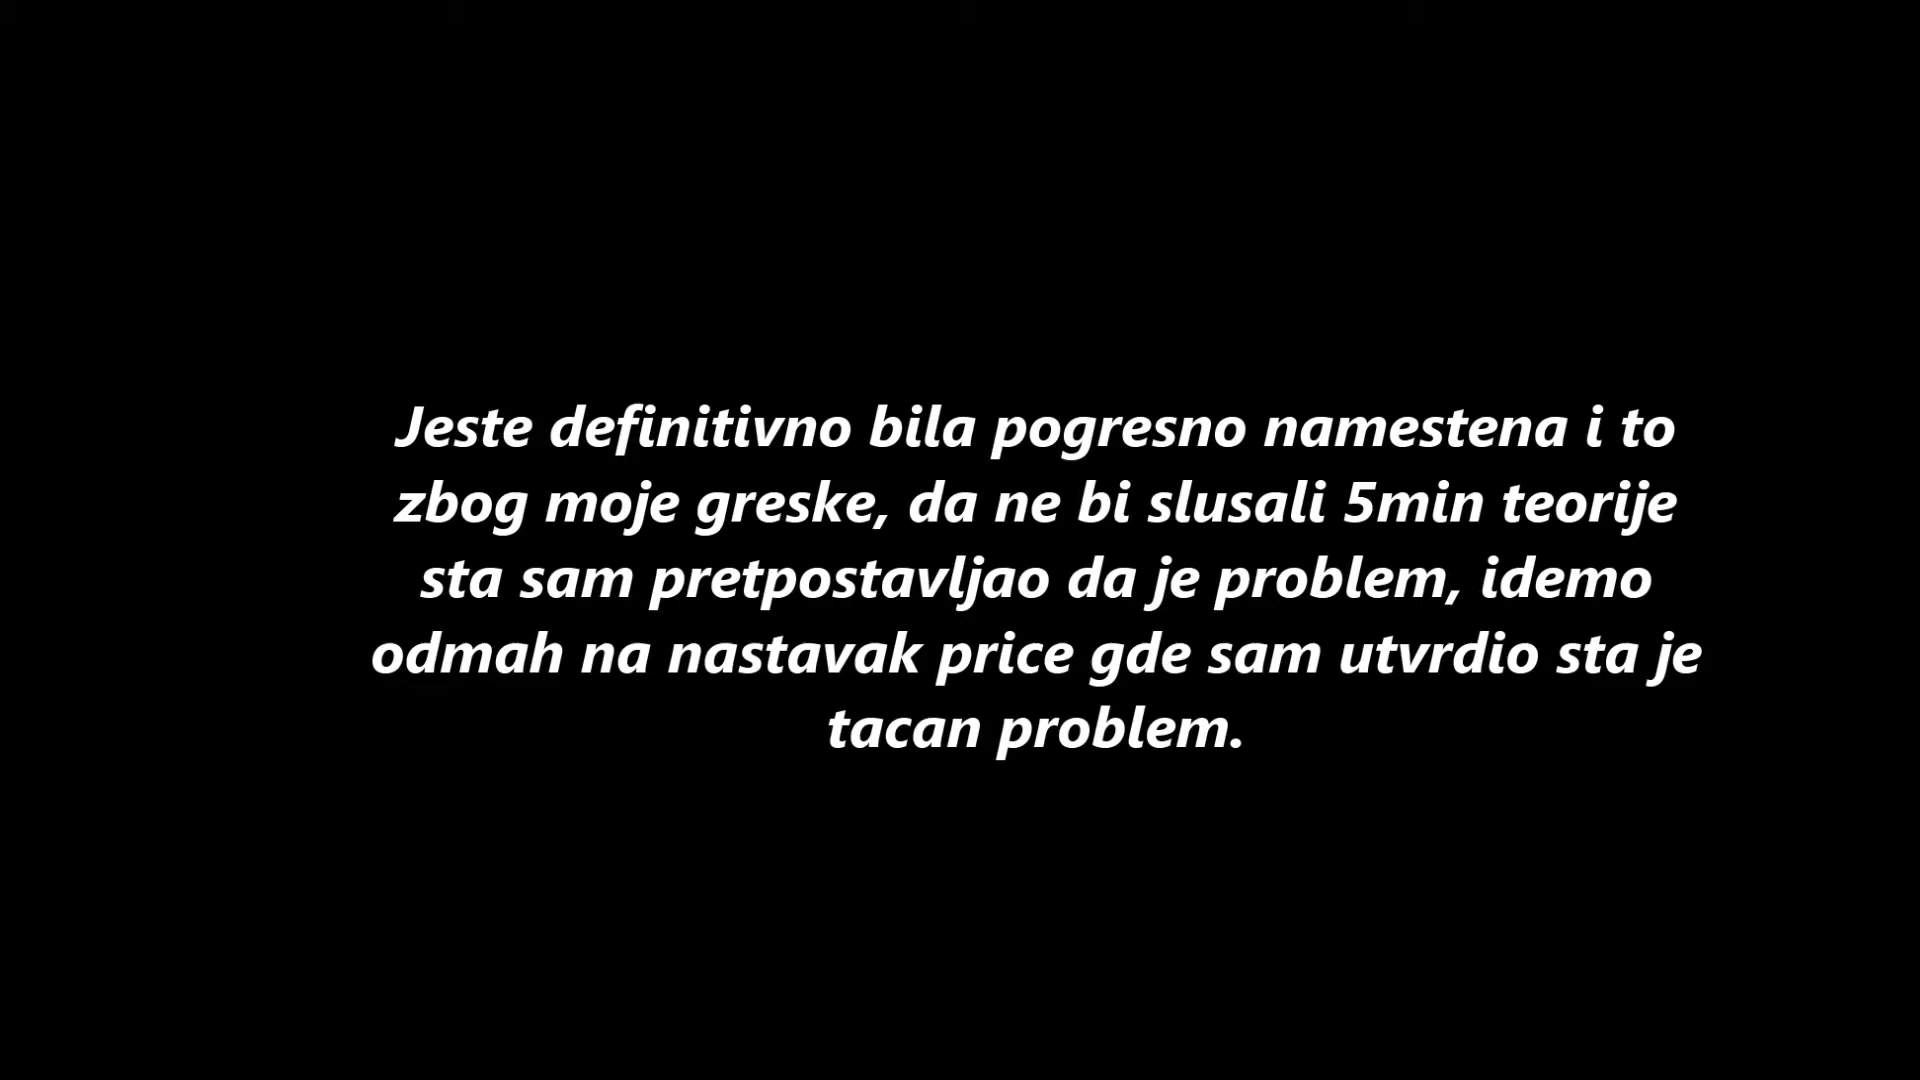 Jeste definitivno bila pogresno namestena i to
zbog moje greske, da ne bi slusali 5min teorije
sta sam pretpostavljao da je problem, idemo
odmah na nastavak price gde sam utvrdio sta je
tacan problem.